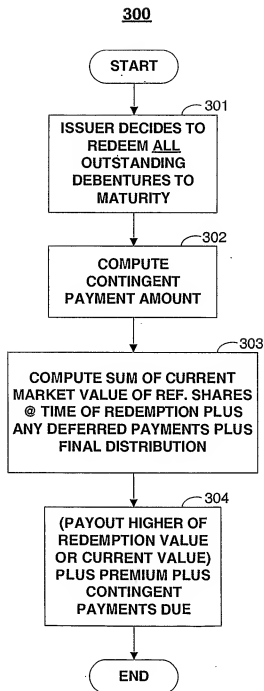 300
START
301
ISSUER DECIDES TO
REDEEM ALL
OUTSTANDING
DEBENTURES TO
MATURITY
302
COMPUTE
CONTINGENT
PAYMENT AMOUNT
303
COMPUTE SUM OF CURRENT
MARKET VALUE OF REF. SHARES
@ TIME OF REDEMPTION PLUS
ANY DEFERRED PAYMENTS PLUS
FINAL DISTRIBUTION
304
(PAYOUT HIGHER OF
REDEMPTION VALUE
OR CURRENT VALUE)
PLUS PREMIUM PLUS
CONTINGENT
PAYMENTS DUE
END